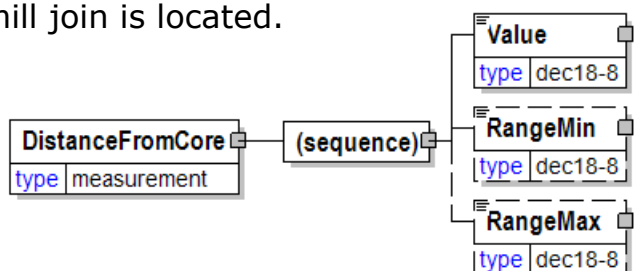 mill join is located.
Value
type dec18-8
DistanceFromCore
type measurement
(sequence)
RangeMin
type dec18-8
RangeMax
type dec18-8